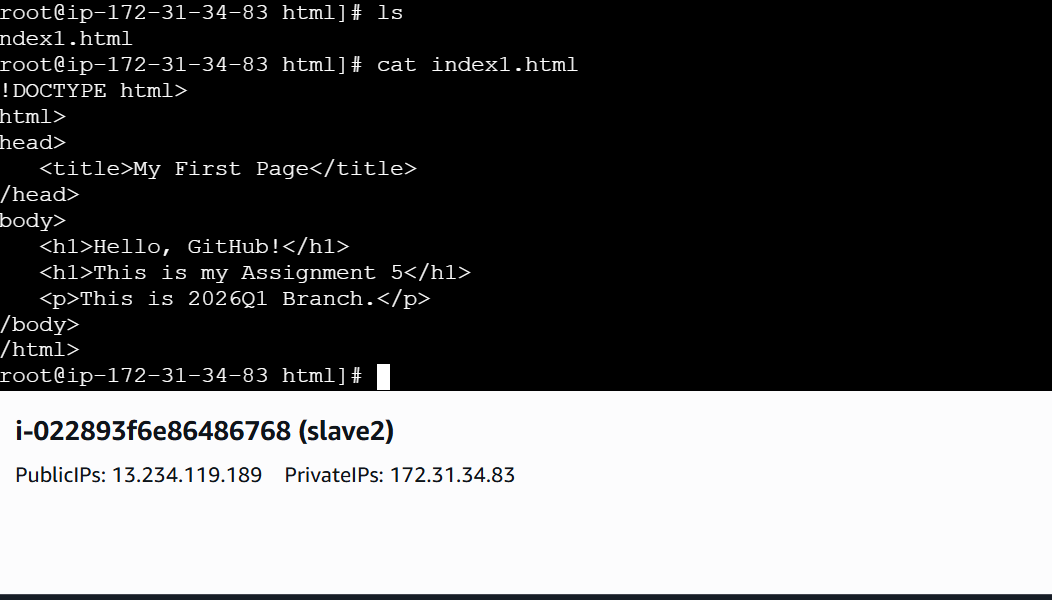 root@ip-172-31-34-83 html]# ls
ndex1.html
root@ip-172-31-34-83 html]# cat index1.html
!DOCTYPE html>
html>
head>
   <title>My First Page</title>
/head>
body>
   <h1>Hello, GitHub!</h1>
   <h1>This is my Assignment 5</h1>
   <p>This is 2026Q1 Branch.</p>
/body>
/html>
root@ip-172-31-34-83 html]#
i-022893f6e86486768 (slave2)
PublicIPs: 13.234.119.189 PrivateIPs: 172.31.34.83